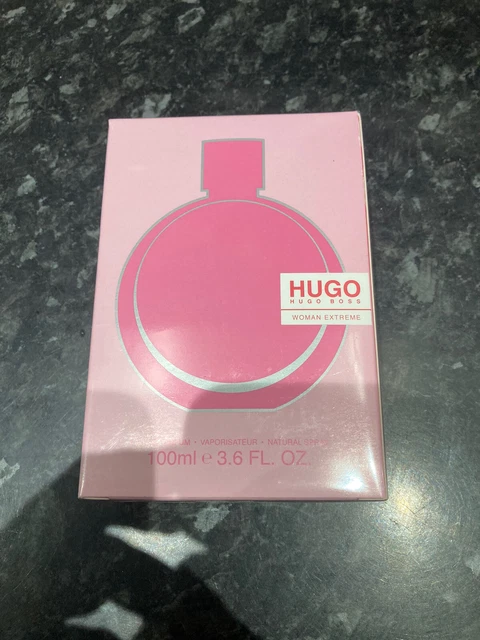 HUGO
HUGO BOSS
WOMAN EXTREME
• VAPORISATEUR • NATURAL
100ml e 3.6 FL. OZ.